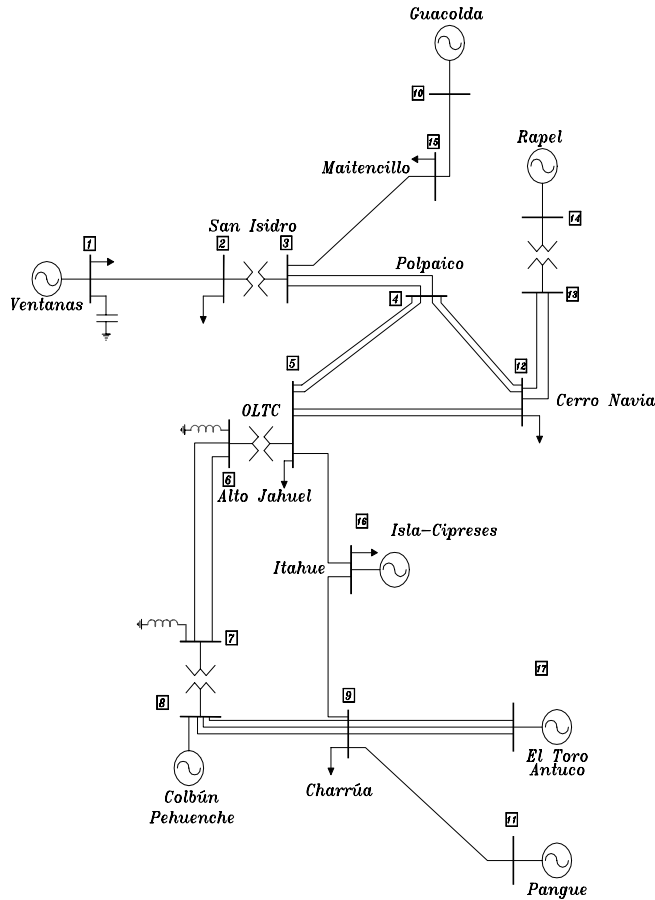 Guacolda
10
15
Maitencillo
Rapel
14
13
San Isidro
1
2
3
Ventanas
Polpaico
4
12
Cerro Navia
5
OLTC
6
Alto Jahuel
16
Isla-Cipreses
Itahue
7
17
8
9
El Toro
Antuco
Colbún
Pehuenche
Charrúa
11
Pangue